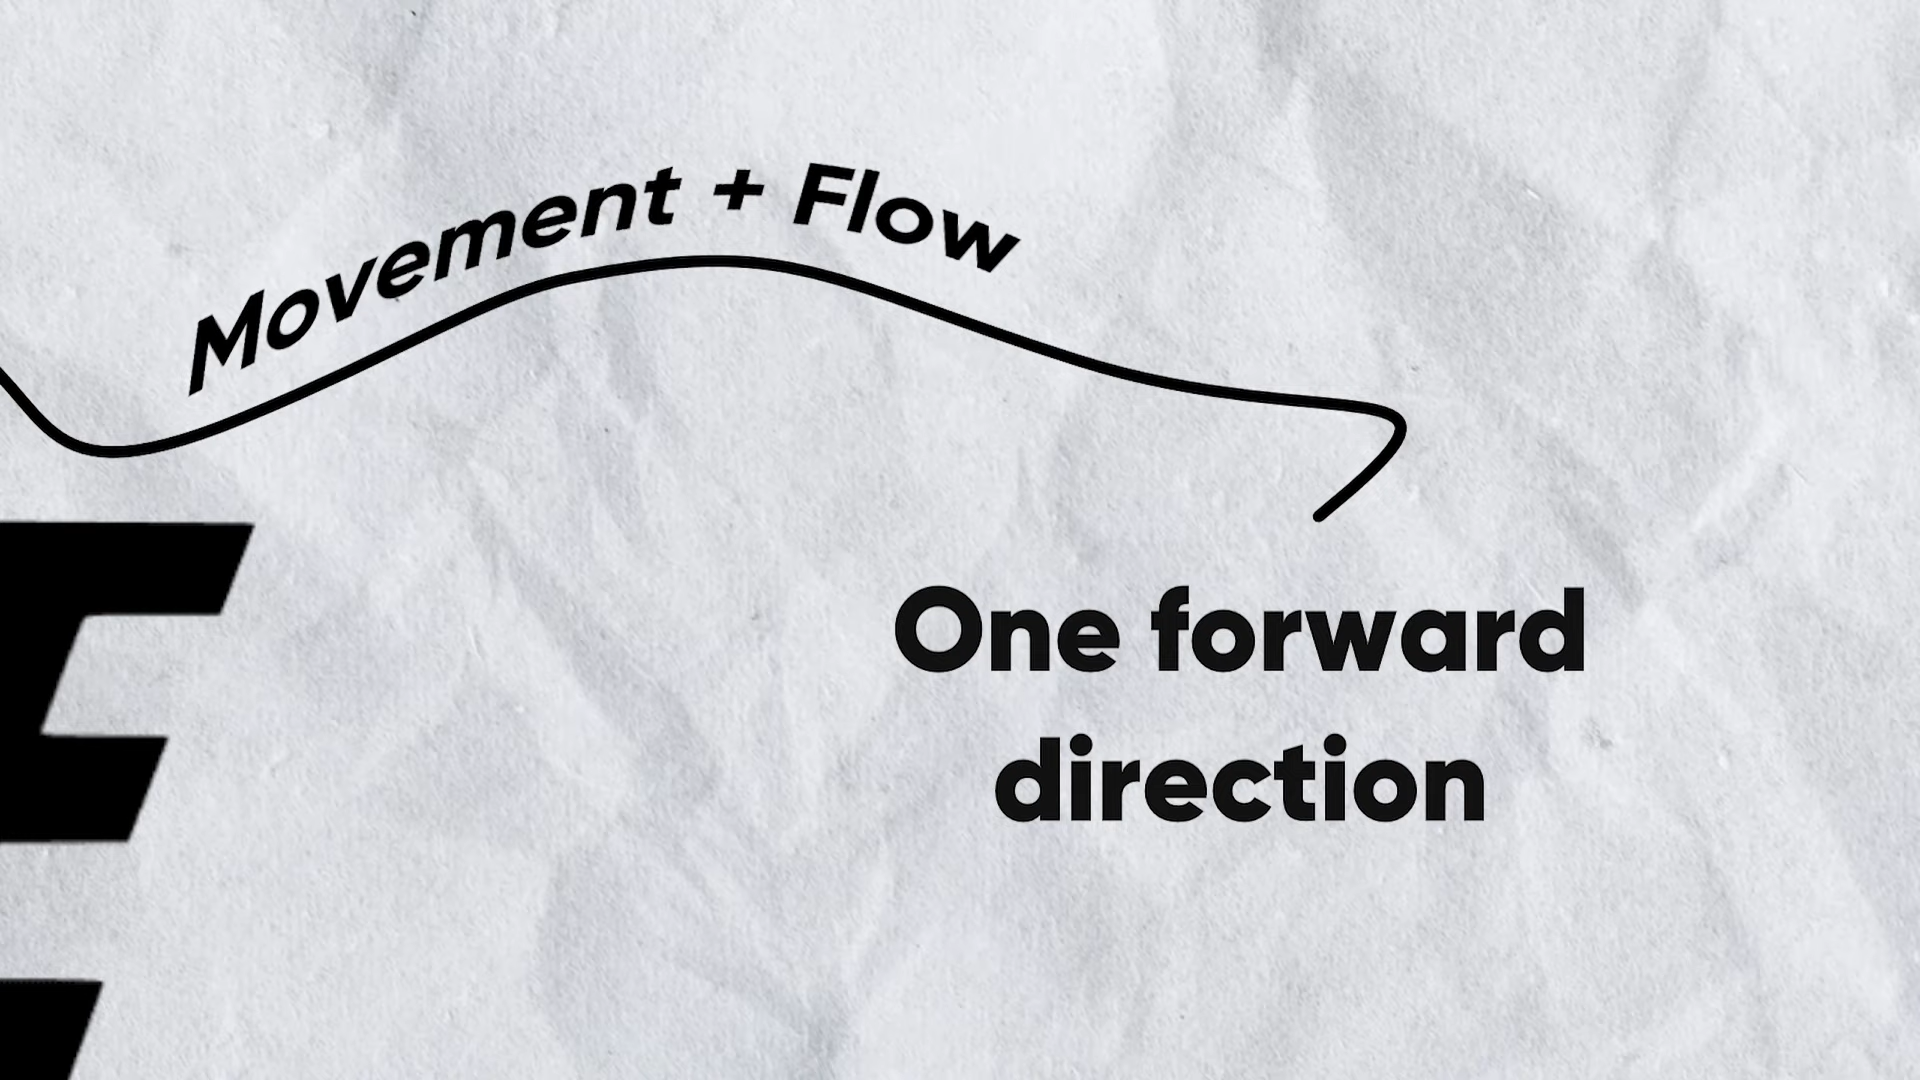 Movement + Flow
One forward
direction